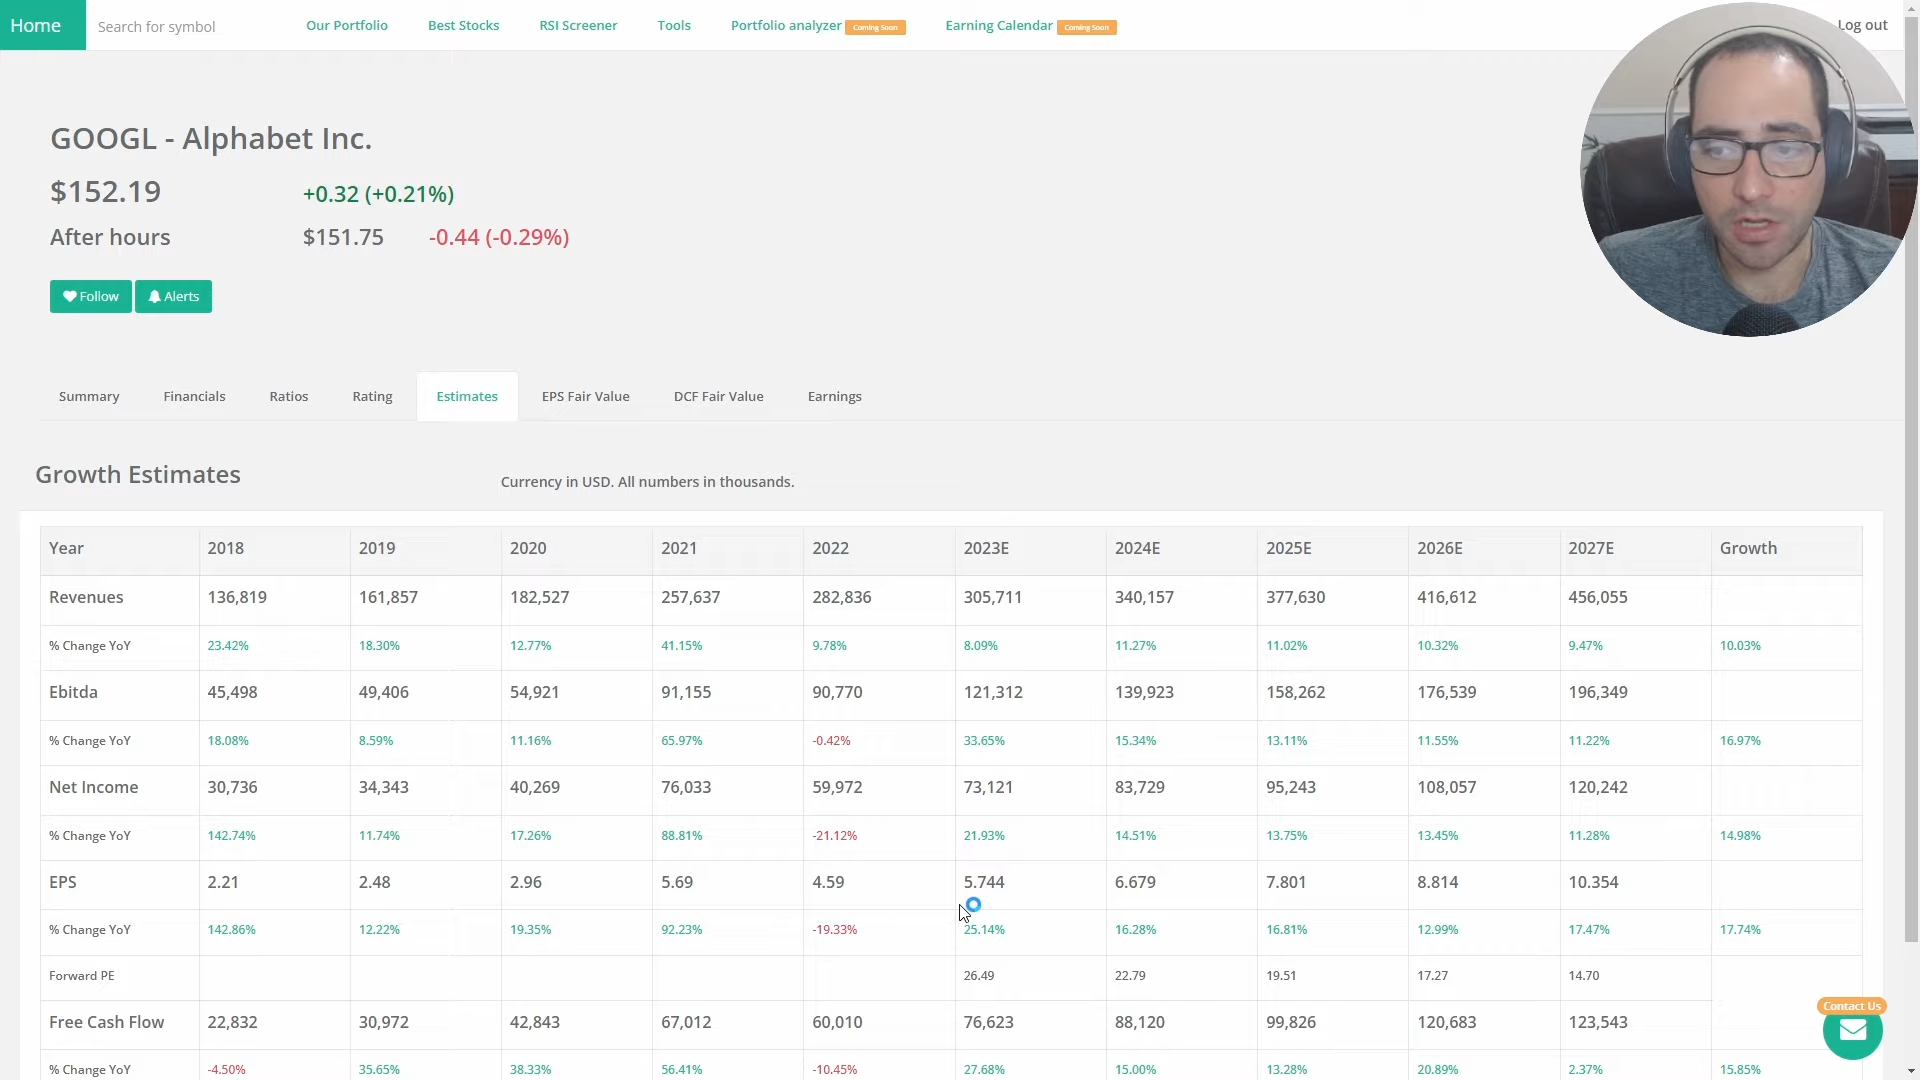 Home
Search for symbol
Our Portfolio
Best Stocks
RSI Screener
Tools
Portfolio analyzer Coming Soon
Earning Calendar Coming Soon
Log out
GOOGL - Alphabet Inc.
$152.19 +0.32 (+0.21%)
After hours $151.75 -0.44 (-0.29%)
Follow Alerts
Summary Financials Ratios Rating Estimates EPS Fair Value DCF Fair Value Earnings
Growth Estimates Currency in USD. All numbers in thousands.
Year 2018 2019 2020 2021 2022 2023E 2024E 2025E 2026E 2027E Growth
Revenues 136,819 161,857 182,527 257,637 282,836 305,711 340,157 377,630 416,612 456,055
% Change YoY 23.42% 18.30% 12.77% 41.15% 9.78% 8.09% 11.27% 11.02% 10.32% 9.47% 10.03%
Ebitda 45,498 49,406 54,921 91,155 90,770 121,312 139,923 158,262 176,539 196,349
% Change YoY 18.08% 8.59% 11.16% 65.97% -0.42% 33.65% 15.34% 13.11% 11.55% 11.22% 16.97%
Net Income 30,736 34,343 40,269 76,033 59,972 73,121 83,729 95,243 108,057 120,242
% Change YoY 142.74% 11.74% 17.26% 88.81% -21.12% 21.93% 14.51% 13.75% 13.45% 11.28% 14.98%
EPS 2.21 2.48 2.96 5.69 4.59 5.744 6.679 7.801 8.814 10.354
% Change YoY 142.86% 12.22% 19.35% 92.23% -19.33% 25.14% 16.28% 16.81% 12.99% 17.47% 17.74%
Forward PE 26.49 22.79 19.51 17.27 14.70
Free Cash Flow 22,832 30,972 42,843 67,012 60,010 76,623 88,120 99,826 120,683 123,543
% Change YoY -4.50% 35.65% 38.33% 56.41% -10.45% 27.68% 15.00% 13.28% 20.89% 2.37% 15.85%
Contact Us